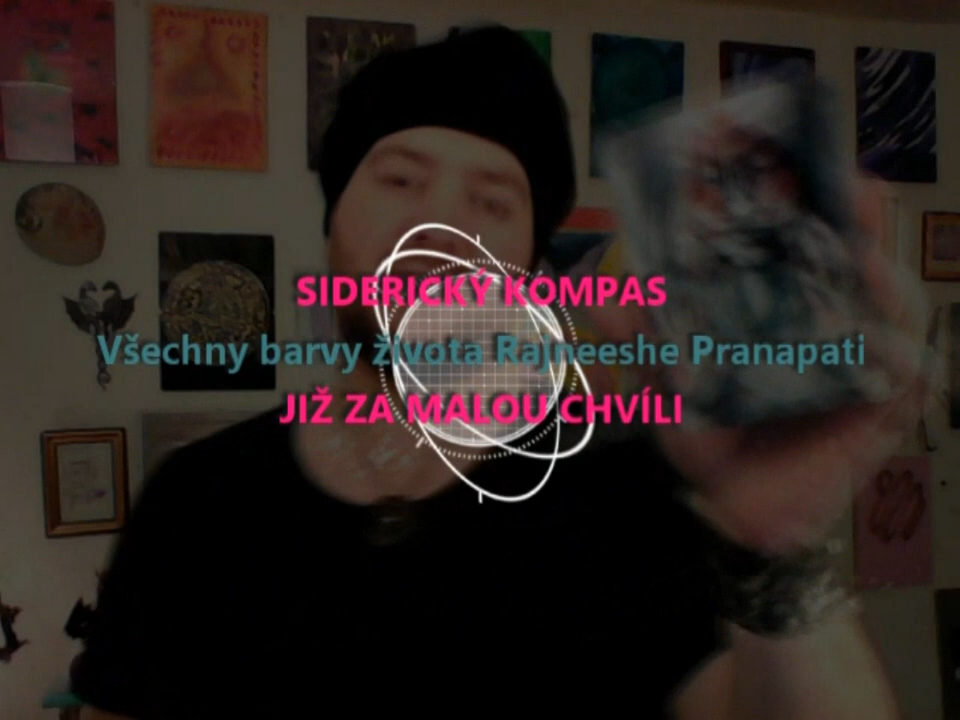 SIDERICKÝ KOMPAS
Všechny barvy života Rajneeshe Pranapati
JIŽ ZA MALOU CHVÍLI